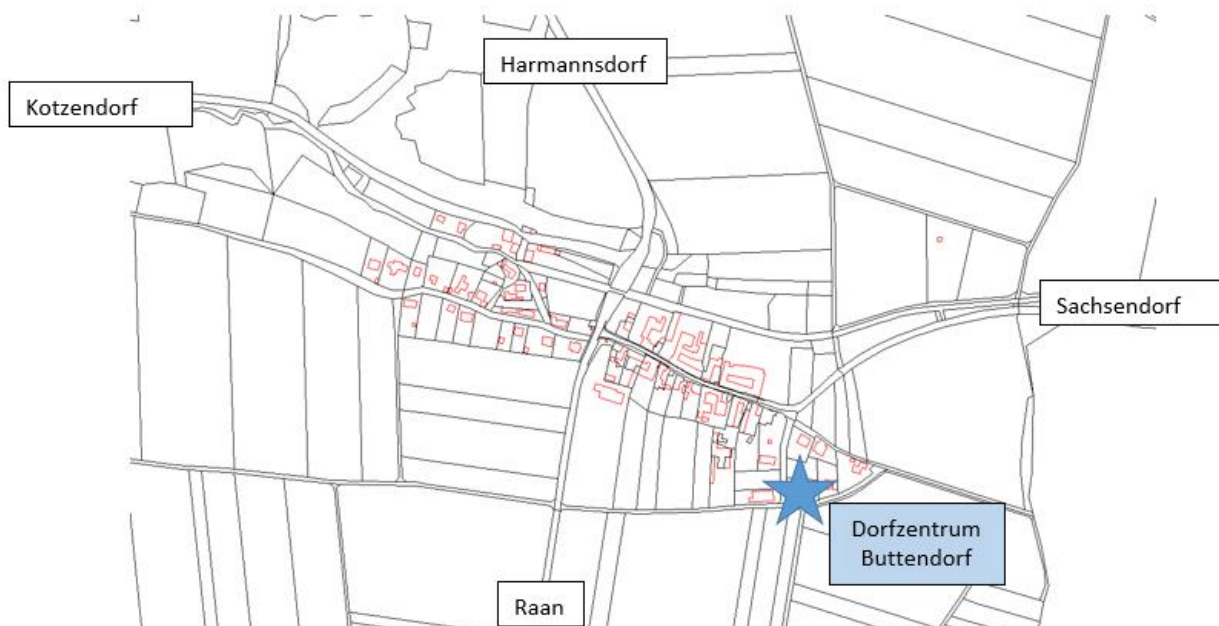 Harmannsdorf
Kotzendorf
Sachsendorf
Dorfzentrum
Buttendorf
Raan